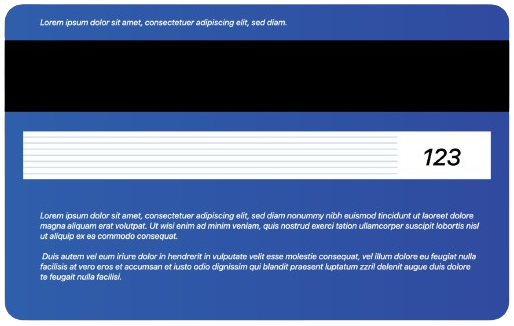 Lorem ipsum dolor sit amet, consectetuer adipiscing elit, sed diam.
123
Lorem ipsum dolor sit amet, consectetuer adipiscing elit, sed diam nonummy nibh euismod tincidunt ut laoreet dolore
magna aliquam erat volutpat. Ut wisi enim ad minim veniam, quis nostrud exerci tation ullamcorper suscipit lobortis nisl
ut aliquip ex ea commodo consequat.
Duis autem vel eum iriure dolor in hendrerit in vulputate velit esse molestie consequat, vel illum dolore eu feugiat nulla
facilisis at vero eros et accumsan et iusto odio dignissim qui blandit praesent luptatum zzril delenit augue duis dolore
te feugait nulla facilisi.